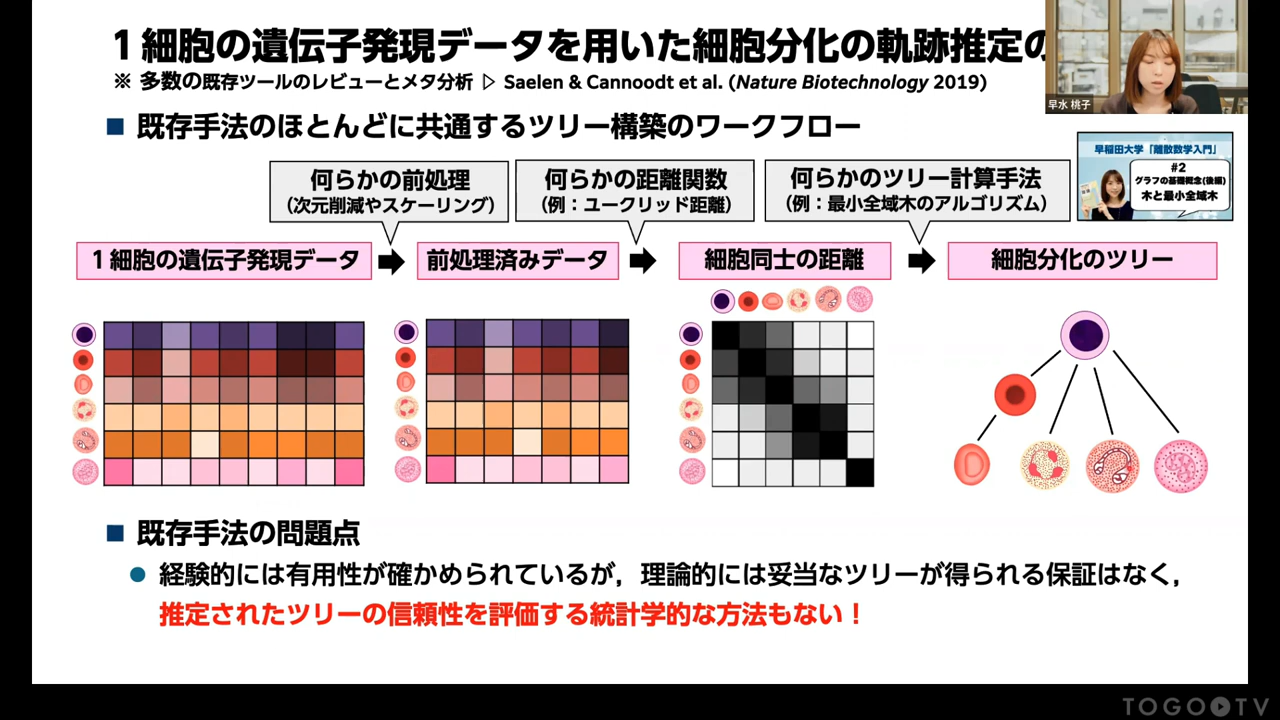 1細胞の遺伝子発現データを用いた細胞分化の軌跡推定の
※ 多数の既存ツールのレビューとメタ分析 ▷ Saelen & Cannoodt et al. (Nature Biotechnology 2019)
早水 桃子
■ 既存手法のほとんどに共通するツリー構築のワークフロー
早稲田大学「離散数学入門」
#2
グラフの基礎概念(後編)
木と最小全域木
何らかの前処理
(次元削減やスケーリング)
何らかの距離関数
(例：ユークリッド距離)
何らかのツリー計算手法
(例：最小全域木のアルゴリズム)
1細胞の遺伝子発現データ
前処理済みデータ
細胞同士の距離
細胞分化のツリー
■ 既存手法の問題点
● 経験的には有用性が確かめられているが，理論的には妥当なツリーが得られる保証はなく，
推定されたツリーの信頼性を評価する統計学的な方法もない！
TOGO TV